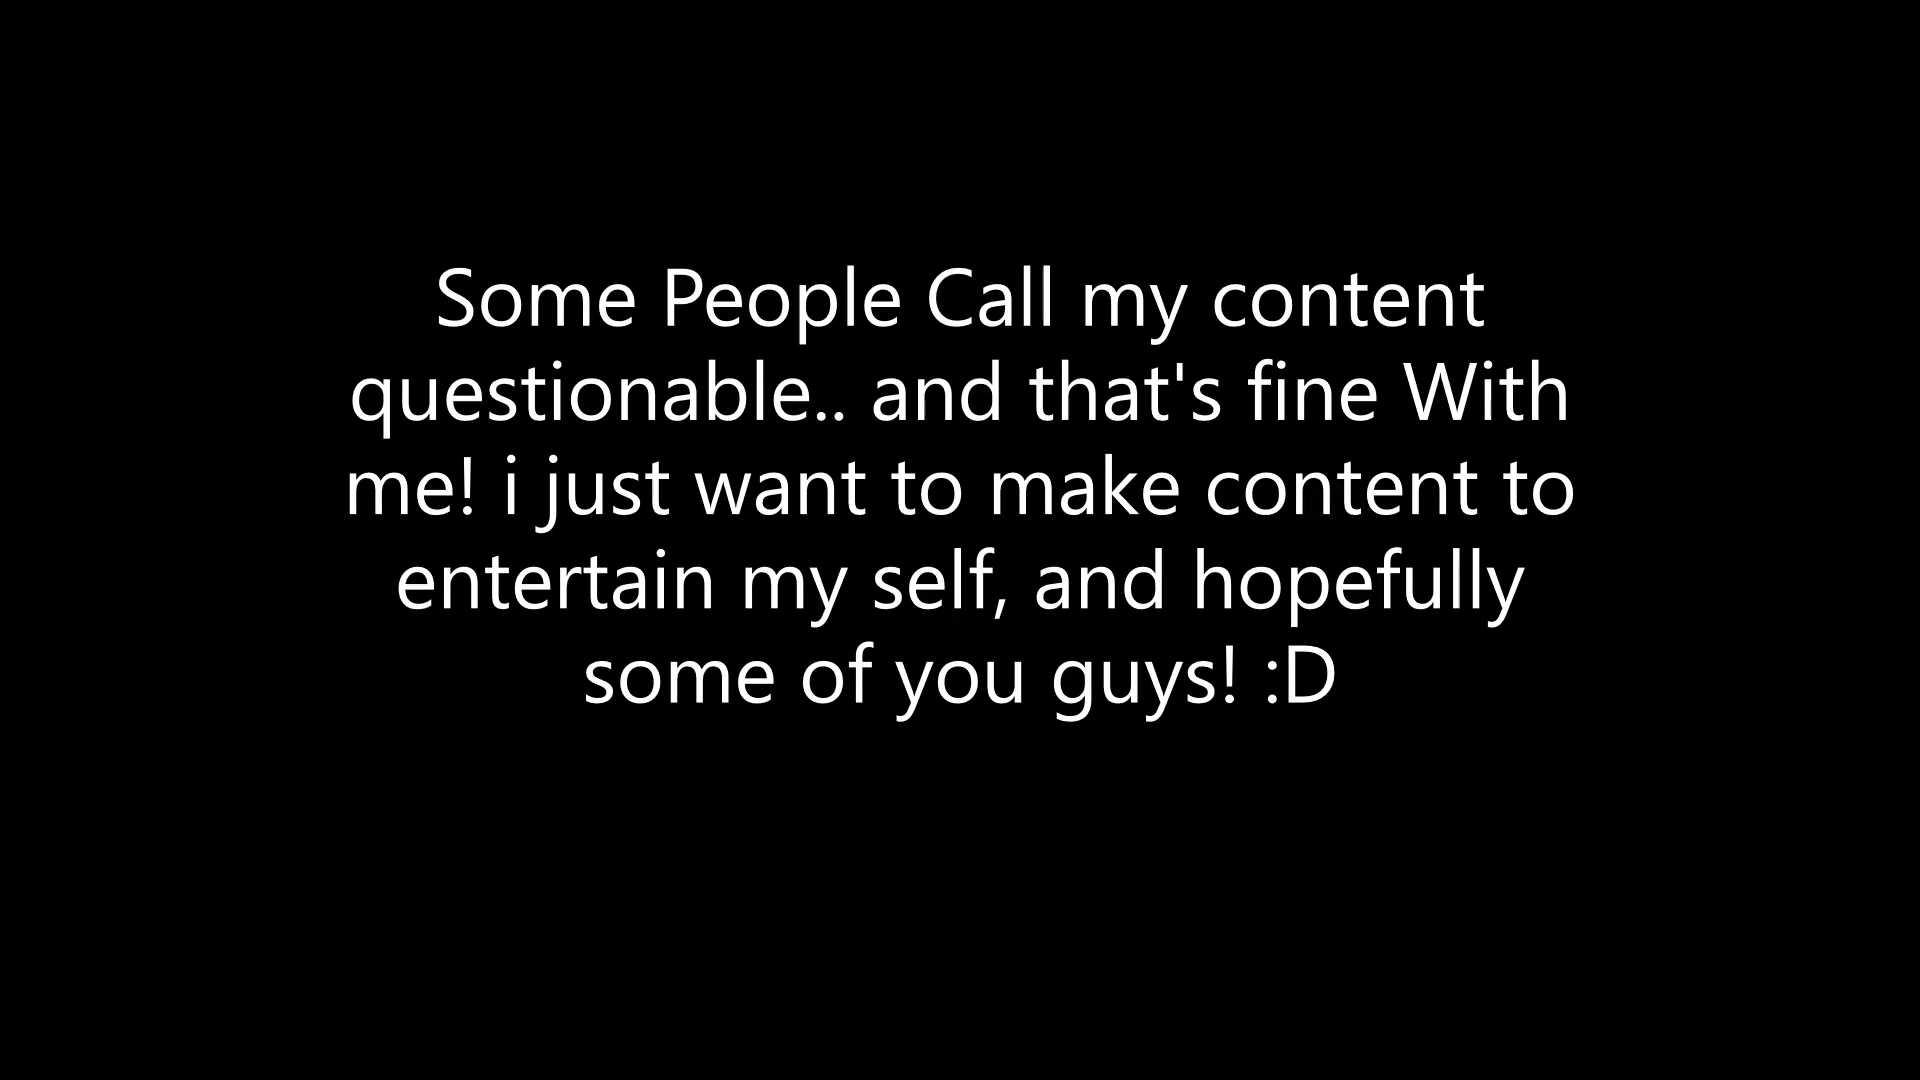 Some People Call my content
questionable.. and that's fine With
me! i just want to make content to
entertain my self, and hopefully
some of you guys! :D